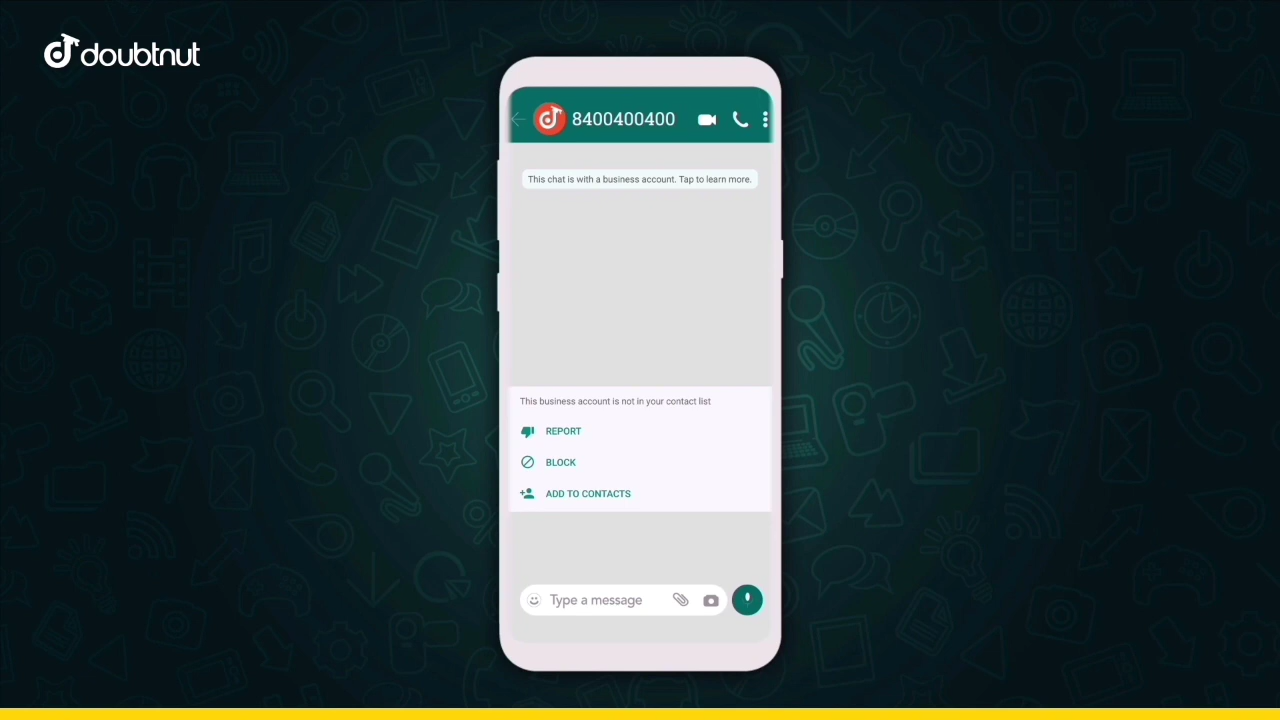 doubtnut
8400400400
This chat is with a business account. Tap to learn more.
This business account is not in your contact list
REPORT
BLOCK
ADD TO CONTACTS
Type a message